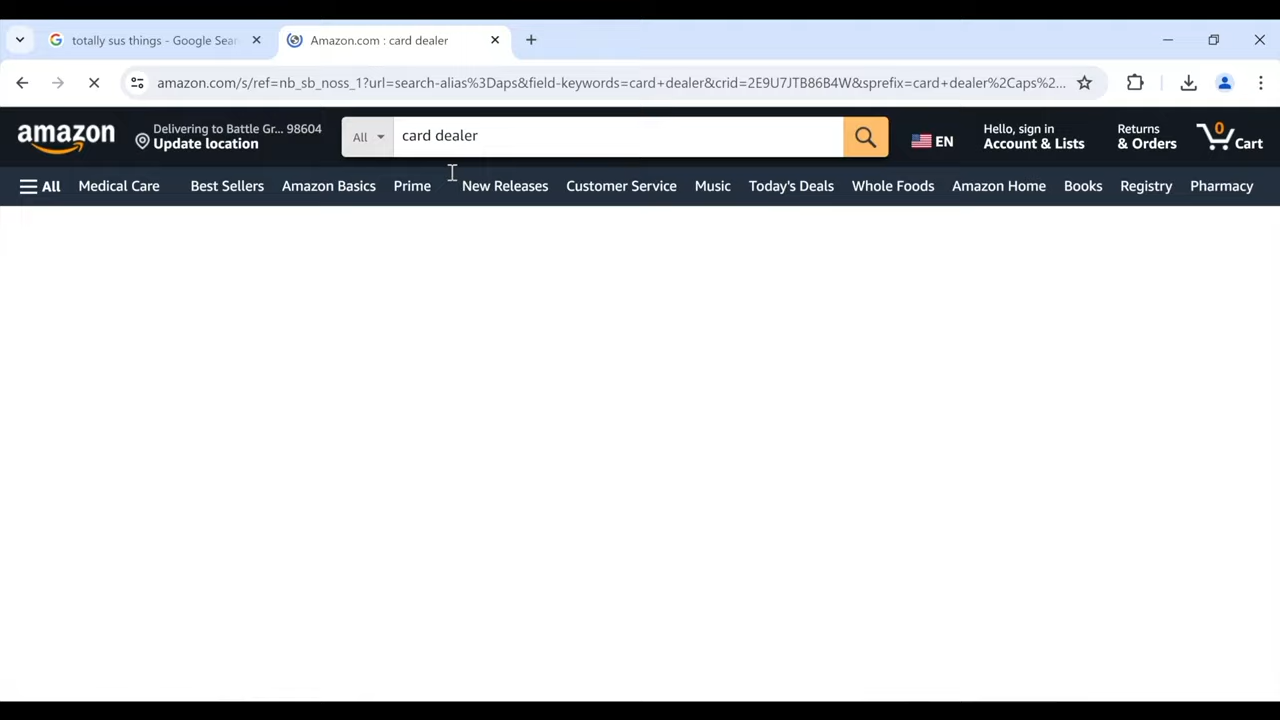 totally sus things - Google Sear
Amazon.com : card dealer
amazon.com/s/ref=nb_sb_noss_1?url=search-alias%3Daps&field-keywords=card+dealer&crid=2E9U7JTB86B4W&sprefix=card+dealer%2Caps%2...
amazon
Delivering to Battle Gr... 98604
Update location
All
card dealer
EN
Hello, sign in
Account & Lists
Returns
& Orders
0
Cart
All
Medical Care
Best Sellers
Amazon Basics
Prime
New Releases
Customer Service
Music
Today's Deals
Whole Foods
Amazon Home
Books
Registry
Pharmacy